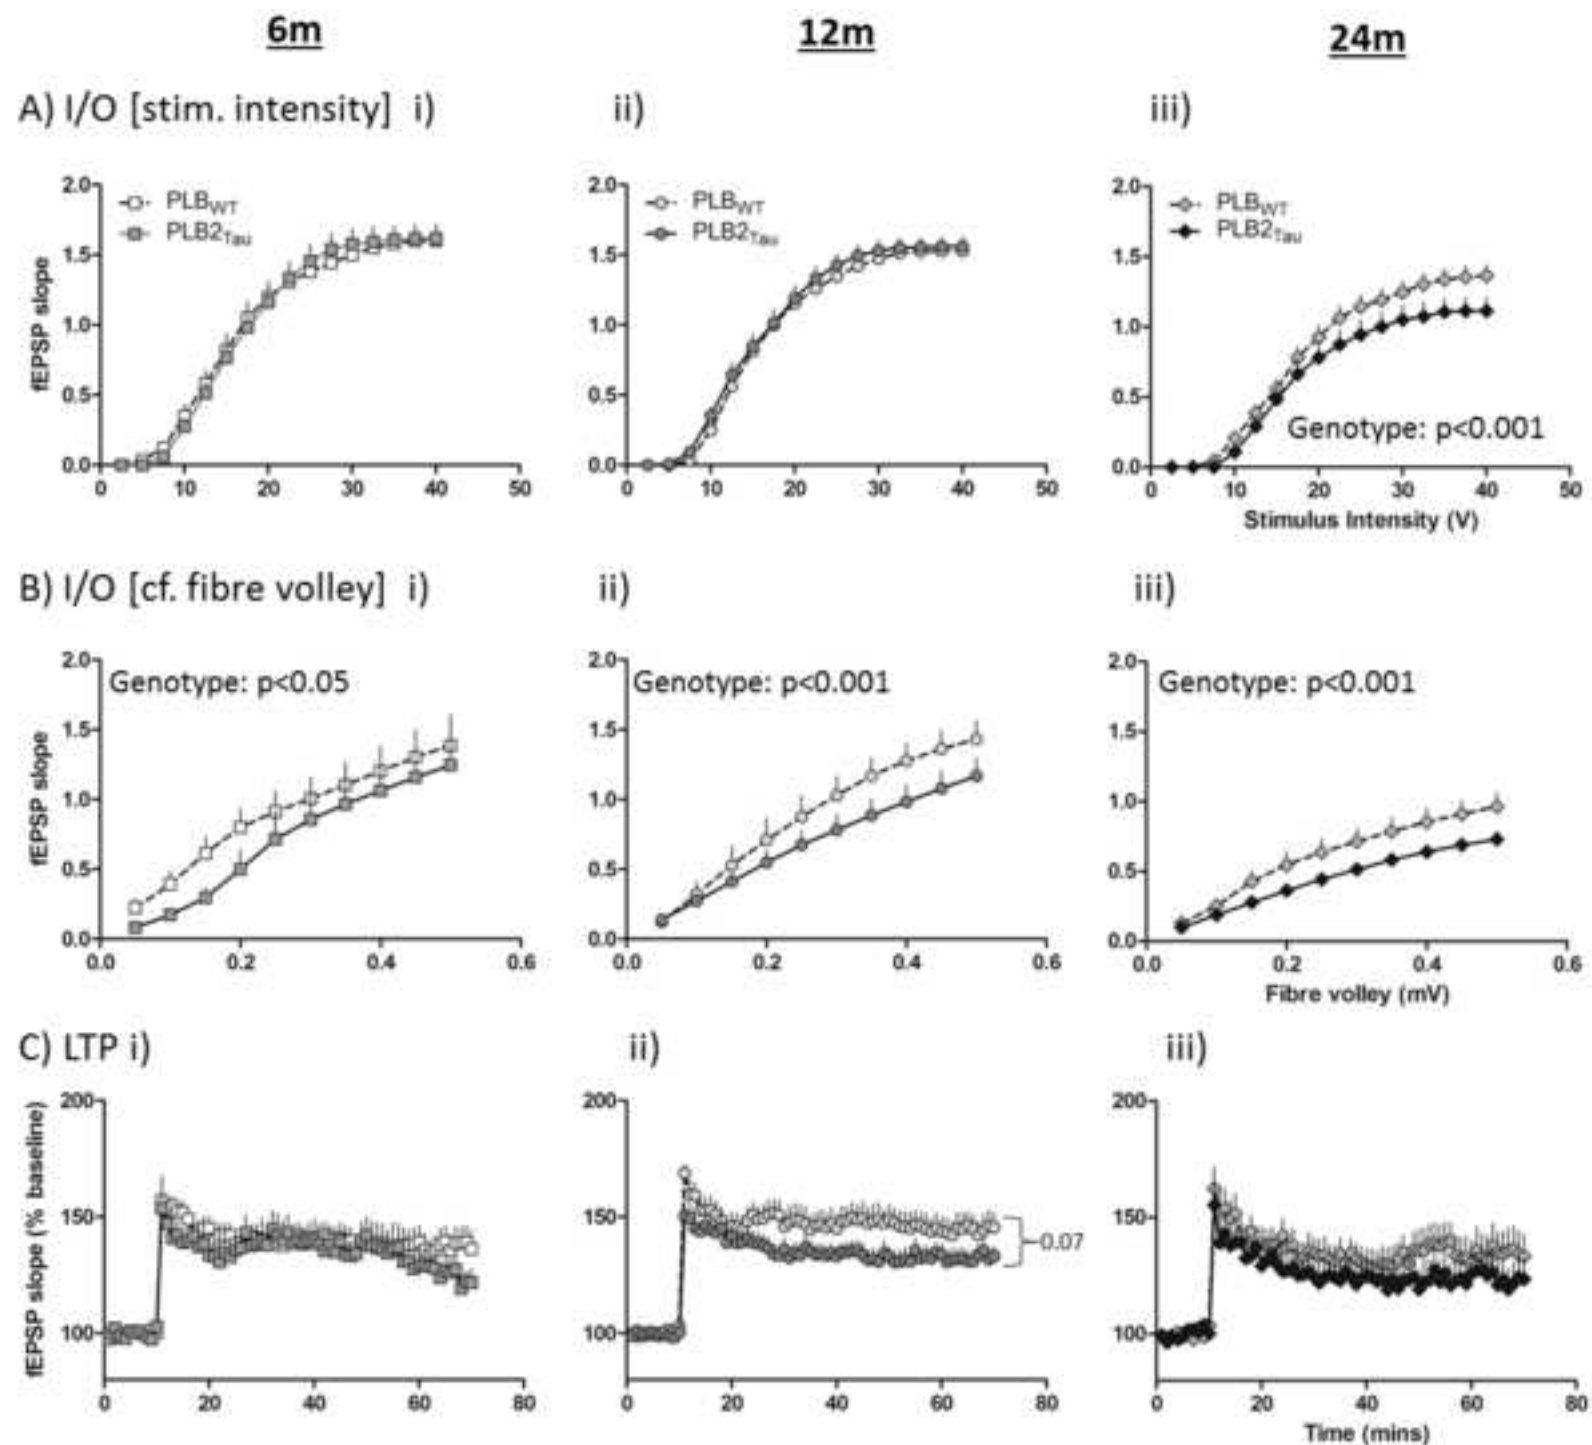 6m
12m
24m
A) I/O [stim. intensity] i)
ii)
iii)
2.0
1.5
1.0
0.5
0.0
fEPSP slope
PLBWT
PLB2Tau
0 10 20 30 40 50
2.0
1.5
1.0
0.5
0.0
PLBWT
PLB2Tau
0 10 20 30 40 50
2.0
1.5
1.0
0.5
0.0
PLBWT
PLB2Tau
Genotype: p<0.001
0 10 20 30 40 50
Stimulus Intensity (V)
B) I/O [cf. fibre volley] i)
ii)
iii)
2.0
1.5
1.0
0.5
0.0
fEPSP slope
Genotype: p<0.05
0.0 0.2 0.4 0.6
2.0
1.5
1.0
0.5
0.0
Genotype: p<0.001
0.0 0.2 0.4 0.6
2.0
1.5
1.0
0.5
0.0
Genotype: p<0.001
0.0 0.2 0.4 0.6
Fibre volley (mV)
C) LTP i)
ii)
iii)
200
150
100
fEPSP slope (% baseline)
0 20 40 60 80
200
150
100
0.07
0 20 40 60 80
200
150
100
0 20 40 60 80
Time (mins)